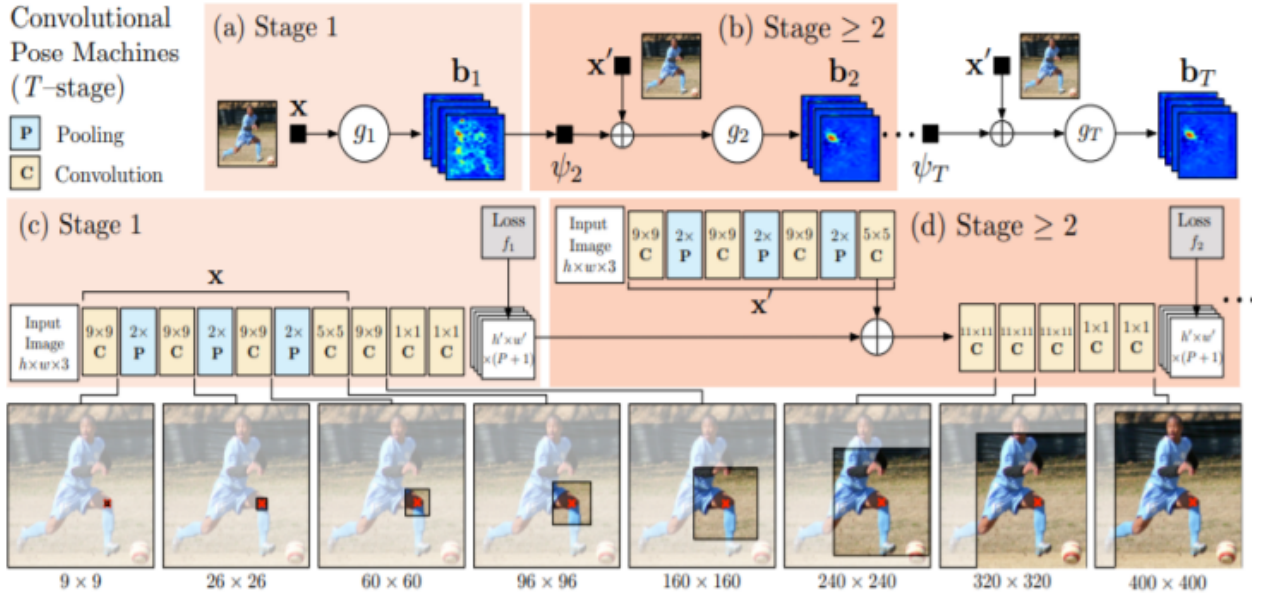 Convolutional
Pose Machines
(T–stage)
P Pooling
C Convolution
(a) Stage 1
x
g₁
b₁
(b) Stage ≥ 2
ψ₂
x′
g₂
b₂
...
ψ_T
x′
g_T
b_T
(c) Stage 1
Loss
f₁
x
Input
Image
h×w×3
9×9
C
2×
P
9×9
C
2×
P
9×9
C
2×
P
5×5
C
9×9
C
1×1
C
1×1
C
h′×w′
×(P+1)
(d) Stage ≥ 2
Input
Image
h×w×3
9×9
C
2×
P
9×9
C
2×
P
9×9
C
2×
P
5×5
C
x′
Loss
f₂
11×11
C
11×11
C
11×11
C
1×1
C
1×1
C
h′×w′
×(P+1)
...
9 × 9
26 × 26
60 × 60
96 × 96
160 × 160
240 × 240
320 × 320
400 × 400